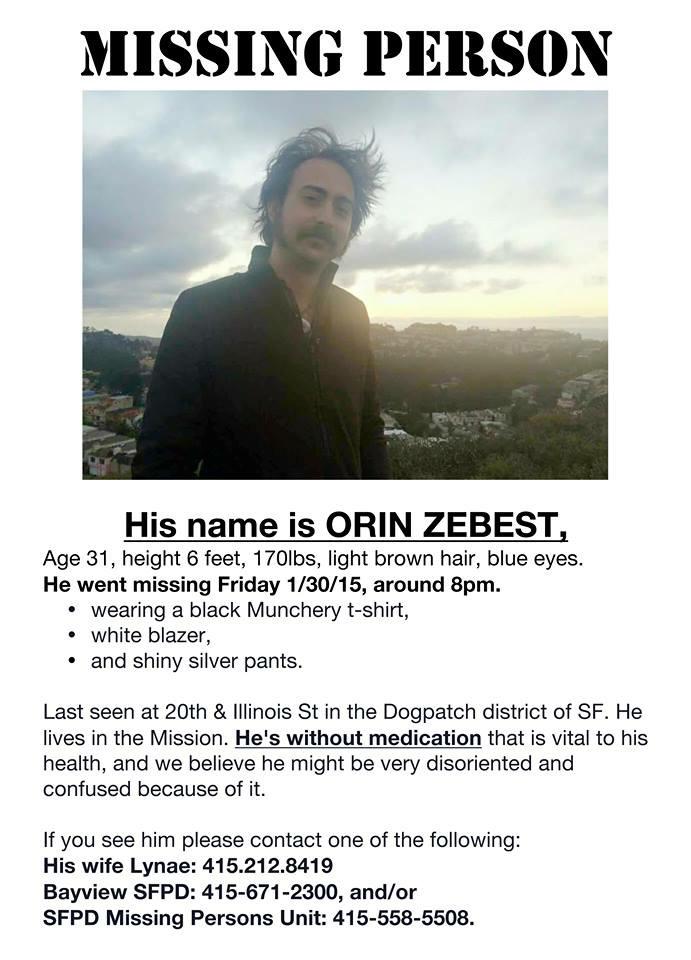 MISSING PERSON
His name is ORIN ZEBEST,
Age 31, height 6 feet, 170lbs, light brown hair, blue eyes.
He went missing Friday 1/30/15, around 8pm.
• wearing a black Munchery t-shirt,
• white blazer,
• and shiny silver pants.
Last seen at 20th & Illinois St in the Dogpatch district of SF. He
lives in the Mission. He's without medication that is vital to his
health, and we believe he might be very disoriented and
confused because of it.
If you see him please contact one of the following:
His wife Lynae: 415.212.8419
Bayview SFPD: 415-671-2300, and/or
SFPD Missing Persons Unit: 415-558-5508.